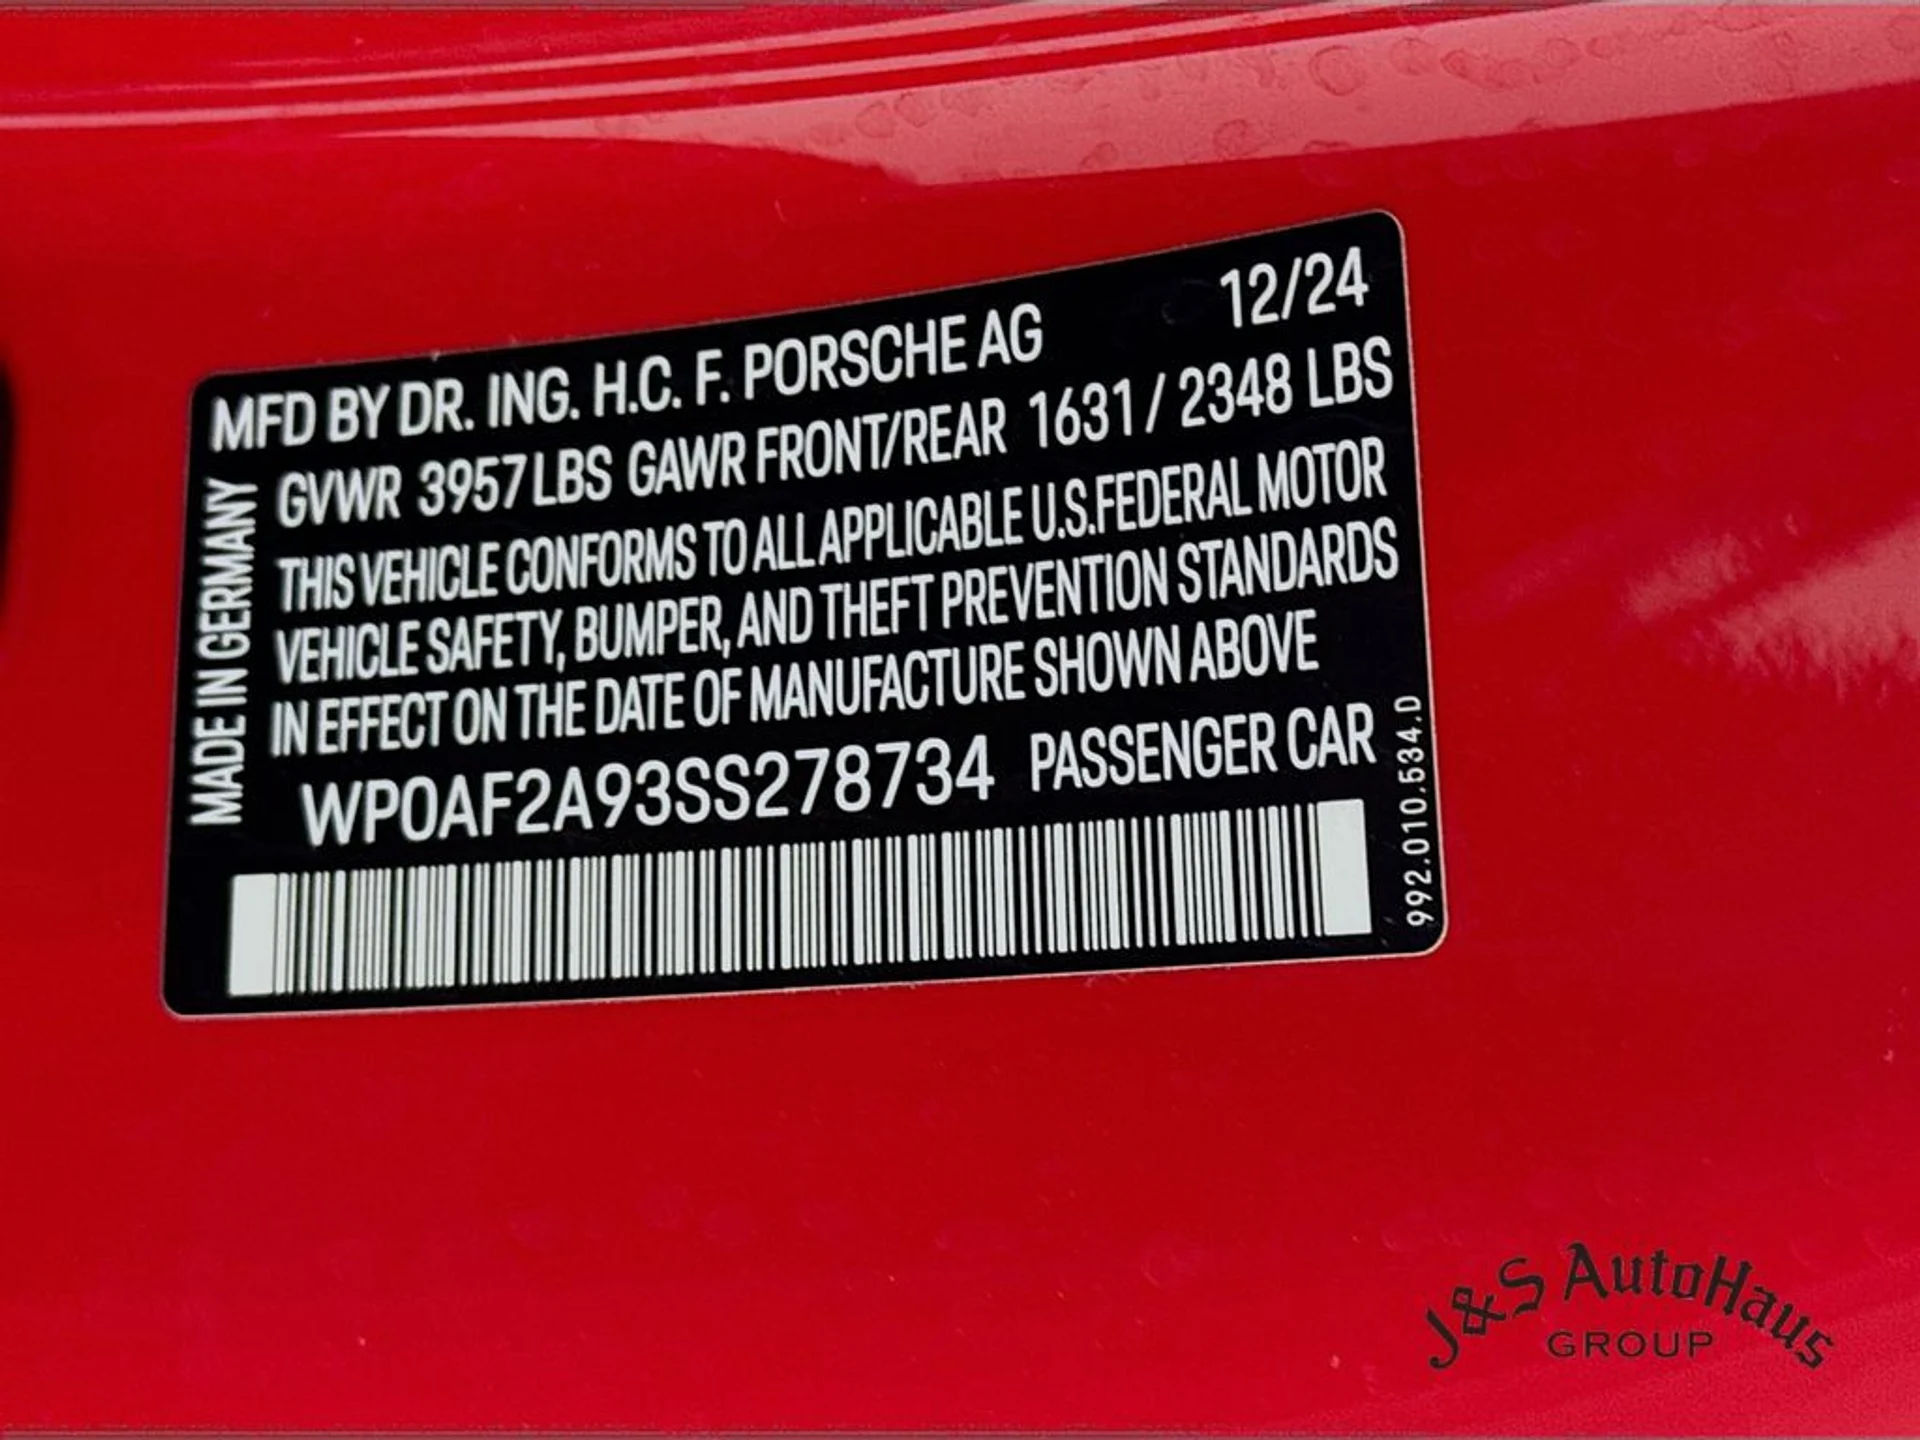 MFD BY DR. ING. H.C. F. PORSCHE AG 12/24
GVWR 3957 LBS GAWR FRONT/REAR 1631 / 2348 LBS
THIS VEHICLE CONFORMS TO ALL APPLICABLE U.S.FEDERAL MOTOR
VEHICLE SAFETY, BUMPER, AND THEFT PREVENTION STANDARDS
IN EFFECT ON THE DATE OF MANUFACTURE SHOWN ABOVE
WP0AF2A93SS278734 PASSENGER CAR
MADE IN GERMANY
992.010.534.D
J&S AutoHaus
GROUP